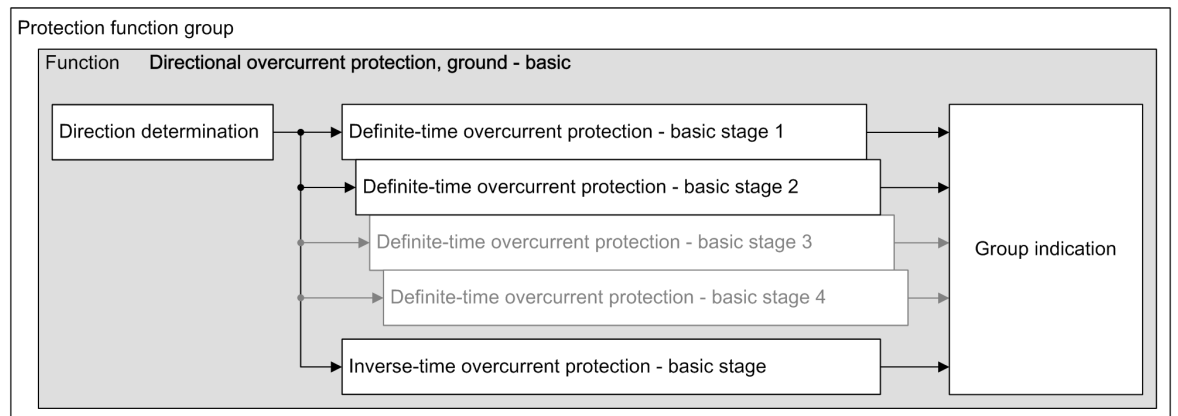 Protection function group
Function Directional overcurrent protection, ground - basic
Direction determination
Definite-time overcurrent protection - basic stage 1
Definite-time overcurrent protection - basic stage 2
Definite-time overcurrent protection - basic stage 3
Definite-time overcurrent protection - basic stage 4
Inverse-time overcurrent protection - basic stage
Group indication